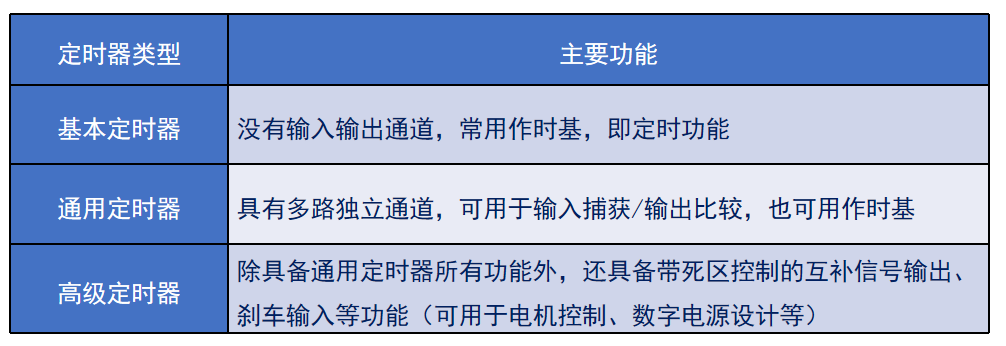 定时器类型 主要功能
基本定时器 没有输入输出通道，常用作时基，即定时功能
通用定时器 具有多路独立通道，可用于输入捕获/输出比较，也可用作时基
高级定时器 除具备通用定时器所有功能外，还具备带死区控制的互补信号输出、
刹车输入等功能（可用于电机控制、数字电源设计等）